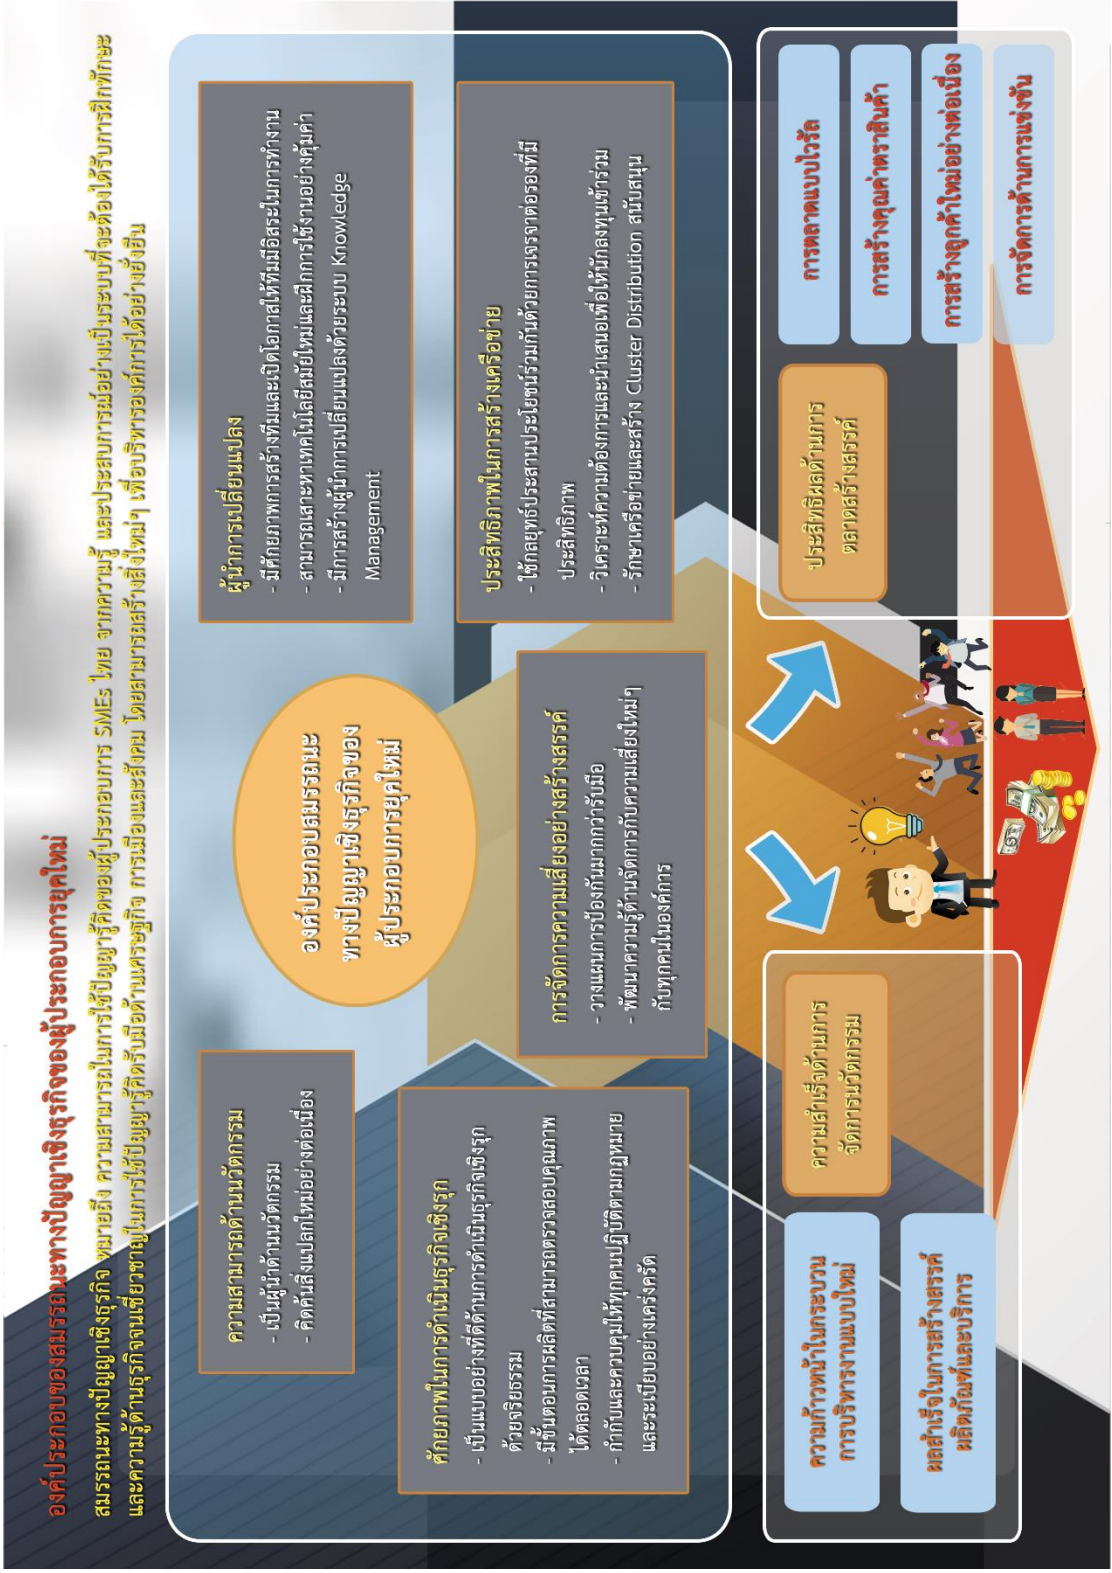 องค์ประกอบของสมรรถนะทางปัญญาเชิงธุรกิจของผู้ประกอบการยุคใหม่
สมรรถนะทางปัญญาเชิงธุรกิจ หมายถึง ความสามารถในการใช้ปัญญารู้คิดของผู้ประกอบการ SMEs ไทย จากความรู้ และประสบการณ์อย่างเป็นระบบที่จะต้องได้รับการฝึกทักษะ
และความรู้ด้านธุรกิจจนเชี่ยวชาญในการใช้ปัญญารู้คิดรับมือด้านเศรษฐกิจ การเมืองและสังคม โดยสามารถสร้างสิ่งใหม่ๆ เพื่อบริหารองค์การได้อย่างยั่งยืน
ความสามารถด้านนวัตกรรม
- เป็นผู้นำด้านนวัตกรรม
- คิดค้นสิ่งแปลกใหม่อย่างต่อเนื่อง
องค์ประกอบสมรรถนะ
ทางปัญญาเชิงธุรกิจของ
ผู้ประกอบการยุคใหม่
ผู้นำการเปลี่ยนแปลง
- มีศักยภาพการสร้างทีมและเปิดโอกาสให้ทีมมีอิสระในการทำงาน
- สามารถเสาะหาเทคโนโลยีสมัยใหม่และฝึกการใช้งานอย่างคุ้มค่า
- มีการสร้างผู้นำการเปลี่ยนแปลงด้วยระบบ Knowledge
Management
ศักยภาพในการดำเนินธุรกิจเชิงรุก
- เป็นแบบอย่างที่ดีด้านการดำเนินธุรกิจเชิงรุก
ด้วยจริยธรรม
- มีขั้นตอนการผลิตที่สามารถตรวจสอบคุณภาพ
ได้ตลอดเวลา
- กำกับและควบคุมให้ทุกคนปฏิบัติตามกฎหมาย
และระเบียบอย่างเคร่งครัด
การจัดการความเสี่ยงอย่างสร้างสรรค์
- วางแผนการป้องกันมากกว่ารับมือ
- พัฒนาความรู้ด้านจัดการกับความเสี่ยงใหม่ๆ
กับทุกคนในองค์การ
ประสิทธิภาพในการสร้างเครือข่าย
- ใช้กลยุทธ์ประสานประโยชน์ร่วมกันด้วยการเจรจาต่อรองที่มี
ประสิทธิภาพ
- วิเคราะห์ความต้องการและนำเสนอเพื่อให้นักลงทุนเข้าร่วม
- รักษาเครือข่ายและสร้าง Cluster Distribution สนับสนุน
ความก้าวหน้าในกระบวน
การบริหารงานแบบใหม่
ผลสำเร็จในการสร้างสรรค์
ผลิตภัณฑ์และบริการ
ความสำเร็จด้านการ
จัดการนวัตกรรม
ประสิทธิผลด้านการ
ตลาดสร้างสรรค์
การตลาดแบบไวรัล
การสร้างคุณค่าตราสินค้า
การสร้างลูกค้าใหม่อย่างต่อเนื่อง
การจัดการด้านการแข่งขัน